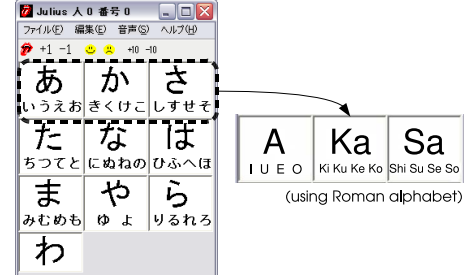 Julius 人 0 番号 0
ファイル(F) 編集(E) 音声(S) ヘルプ(H)
+1 -1 +10 -10
あ か さ
いうえお きくけこ しすせそ
た な は
ちつてと にぬねの ひふへほ
ま や ら
みむめも ゆ よ りるれろ
わ
A Ka Sa
I U E O Ki Ku Ke Ko Shi Su Se So
(using Roman alphabet)